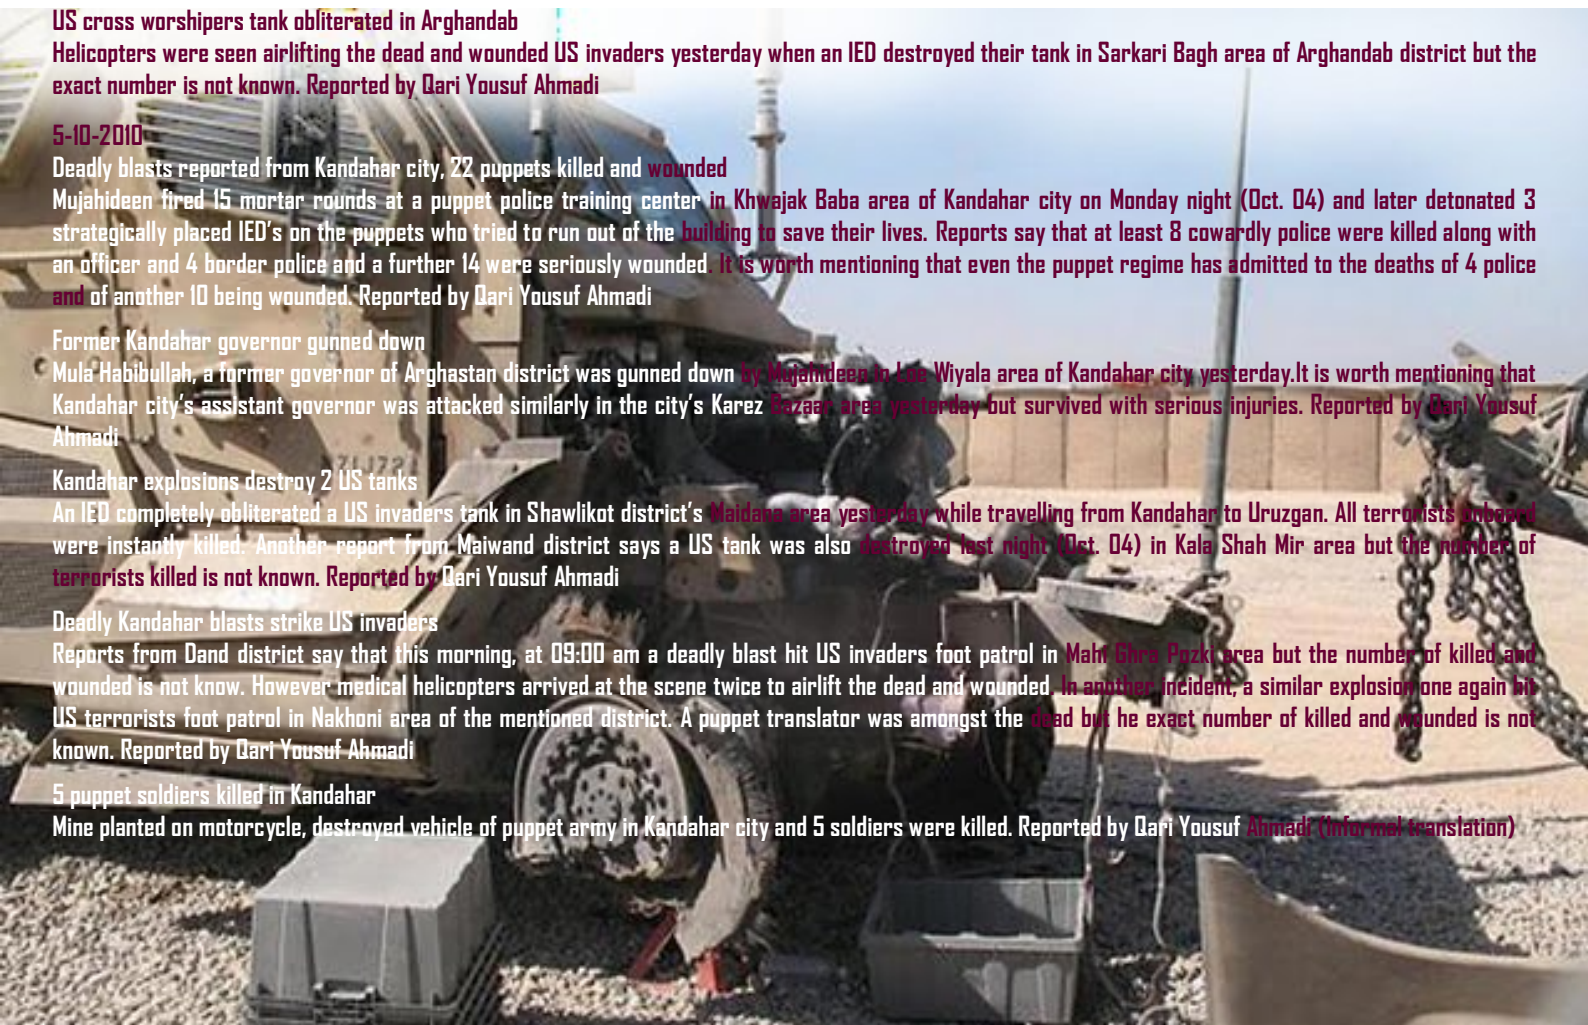 US cross worshipers tank obliterated in Arghandab
Helicopters were seen airlifting the dead and wounded US invaders yesterday when an IED destroyed their tank in Sarkari Bagh area of Arghandab district but the
exact number is not known. Reported by Qari Yousuf Ahmadi
5-10-2010
Deadly blasts reported from Kandahar city, 22 puppets killed and wounded
Mujahideen fired 15 mortar rounds at a puppet police training center in Khwajak Baba area of Kandahar city on Monday night (Oct. 04) and later detonated 3
strategically placed IED's on the puppets who tried to run out of the building to save their lives. Reports say that at least 8 cowardly police were killed along with
an officer and 4 border police and a further 14 were seriously wounded. It is worth mentioning that even the puppet regime has admitted to the deaths of 4 police
and of another 10 being wounded. Reported by Qari Yousuf Ahmadi
Former Kandahar governor gunned down
Mula Habibullah, a former governor of Arghastan district was gunned down by Mujahideen in Loe Wiyala area of Kandahar city yesterday.It is worth mentioning that
Kandahar city's assistant governor was attacked similarly in the city's Karez Bazaar area yesterday but survived with serious injuries. Reported by Qari Yousuf
Ahmadi
Kandahar explosions destroy 2 US tanks
An IED completely obliterated a US invaders tank in Shawlikot district's Maidana area yesterday while travelling from Kandahar to Uruzgan. All terrorists onboard
were instantly killed. Another report from Maiwand district says a US tank was also destroyed last night (Oct. 04) in Kala Shah Mir area but the number of
terrorists killed is not known. Reported by Qari Yousuf Ahmadi
Deadly Kandahar blasts strike US invaders
Reports from Dand district say that this morning, at 09:00 am a deadly blast hit US invaders foot patrol in Mahi Ghra Pozki area but the number of killed and
wounded is not know. However medical helicopters arrived at the scene twice to airlift the dead and wounded. In another incident, a similar explosion one again hit
US terrorists foot patrol in Nakhoni area of the mentioned district. A puppet translator was amongst the dead but he exact number of killed and wounded is not
known. Reported by Qari Yousuf Ahmadi
5 puppet soldiers killed in Kandahar
Mine planted on motorcycle, destroyed vehicle of puppet army in Kandahar city and 5 soldiers were killed. Reported by Qari Yousuf Ahmadi (Informal translation)